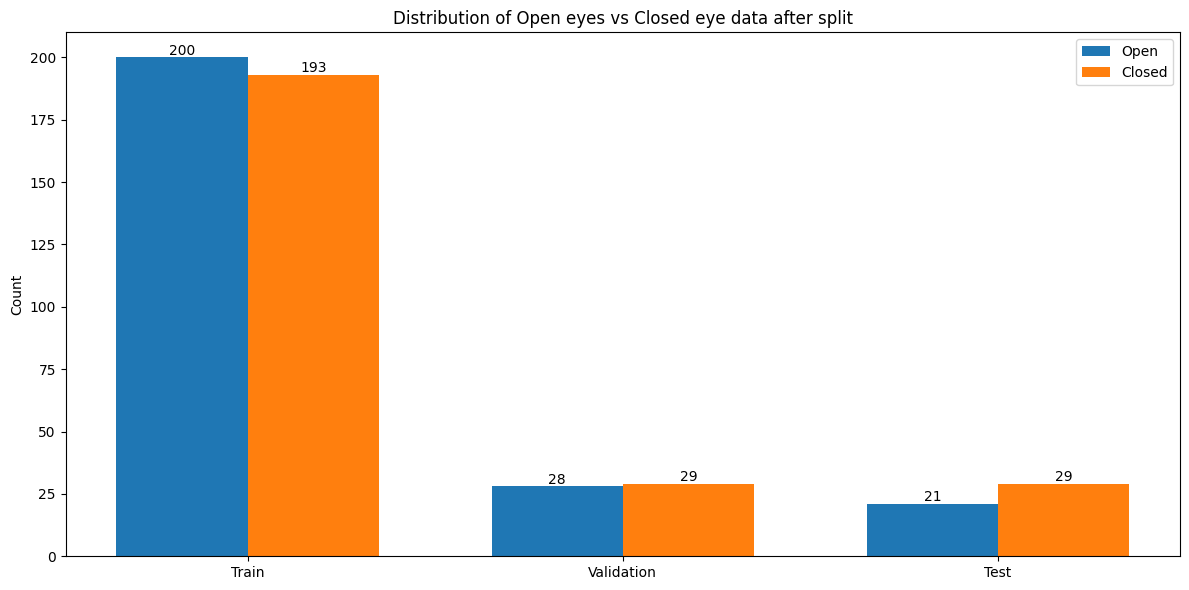 Distribution of Open eyes vs Closed eye data after split
Open
Closed
Count
200
175
150
125
100
75
50
25
0
200
193
28
29
21
29
Train
Validation
Test